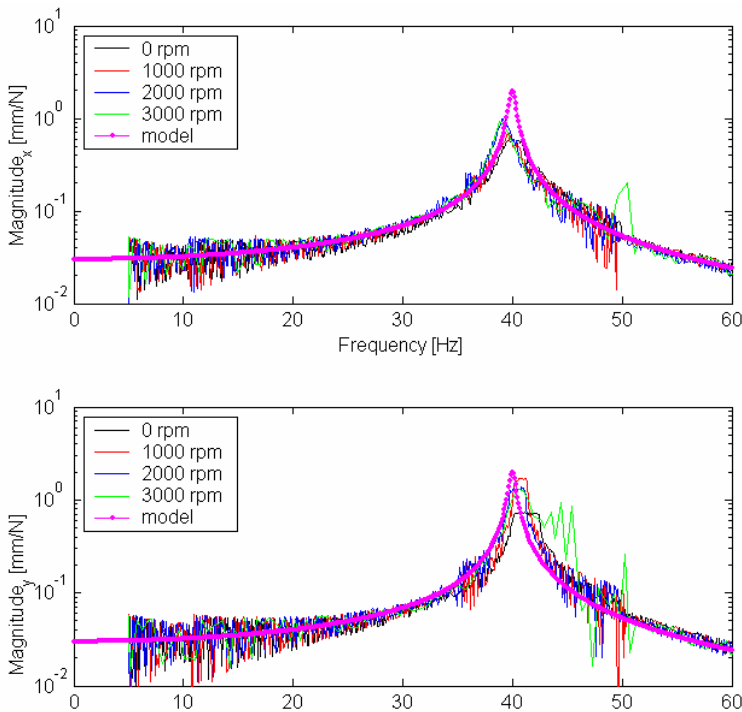 10^1
0 rpm
1000 rpm
2000 rpm
3000 rpm
model
10^0
10^-1
10^-2
Magnitude_x [mm/N]
0 10 20 30 40 50 60
Frequency [Hz]
10^1
0 rpm
1000 rpm
2000 rpm
3000 rpm
model
10^0
10^-1
10^-2
Magnitude_y [mm/N]
0 10 20 30 40 50 60